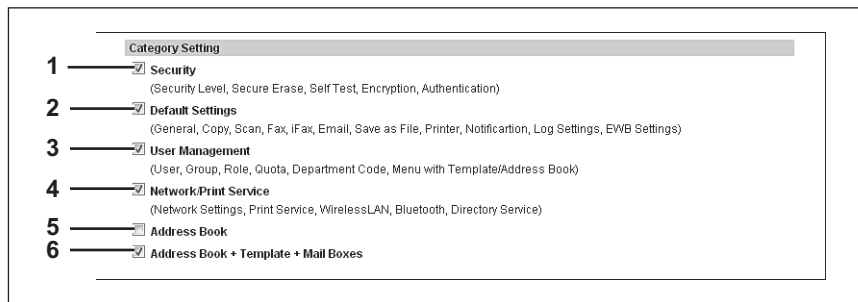 Category Setting
1 Security
(Security Level, Secure Erase, Self Test, Encryption, Authentication)
2 Default Settings
(General, Copy, Scan, Fax, iFax, Email, Save as File, Printer, Notificartion, Log Settings, EWB Settings)
3 User Management
(User, Group, Role, Quota, Department Code, Menu with Template/Address Book)
4 Network/Print Service
(Network Settings, Print Service, WirelessLAN, Bluetooth, Directory Service)
5 Address Book
6 Address Book + Template + Mail Boxes